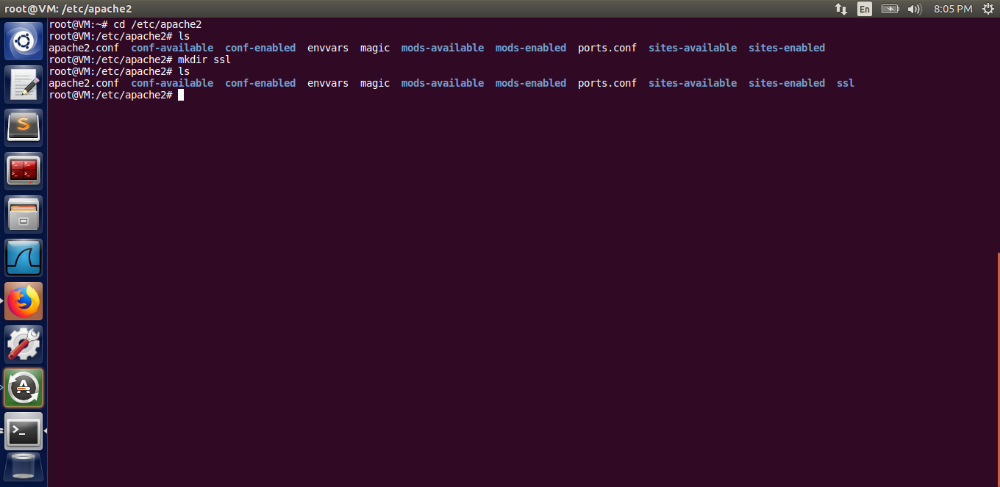 root@VM: /etc/apache2
En
8:05 PM
root@VM:~# cd /etc/apache2
root@VM:/etc/apache2# ls
apache2.conf  conf-available  conf-enabled  envvars  magic  mods-available  mods-enabled  ports.conf  sites-available  sites-enabled
root@VM:/etc/apache2# mkdir ssl
root@VM:/etc/apache2# ls
apache2.conf  conf-available  conf-enabled  envvars  magic  mods-available  mods-enabled  ports.conf  sites-available  sites-enabled  ssl
root@VM:/etc/apache2#